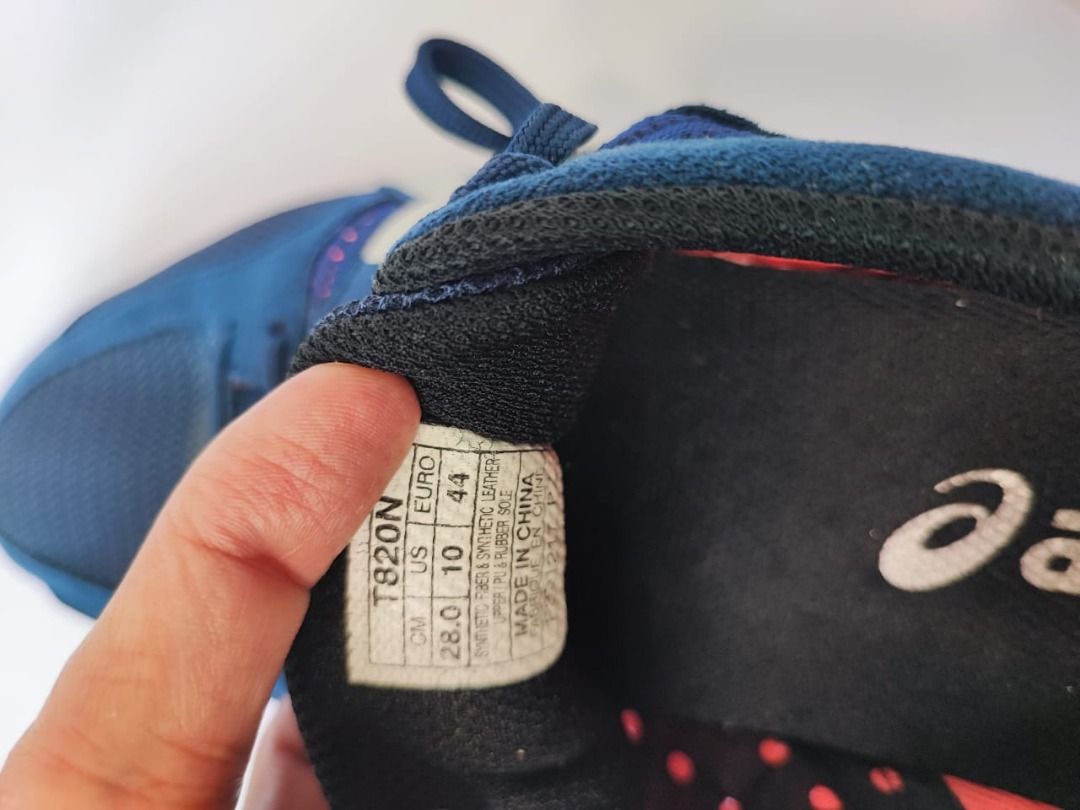 T820N
CM US EURO
28.0 10 44
SYNTHETIC FIBER & SYNTHETIC LEATHER
UPPER / PU & RUBBER SOLE
MADE IN CHINA
FABRIQUE EN CHINE
a